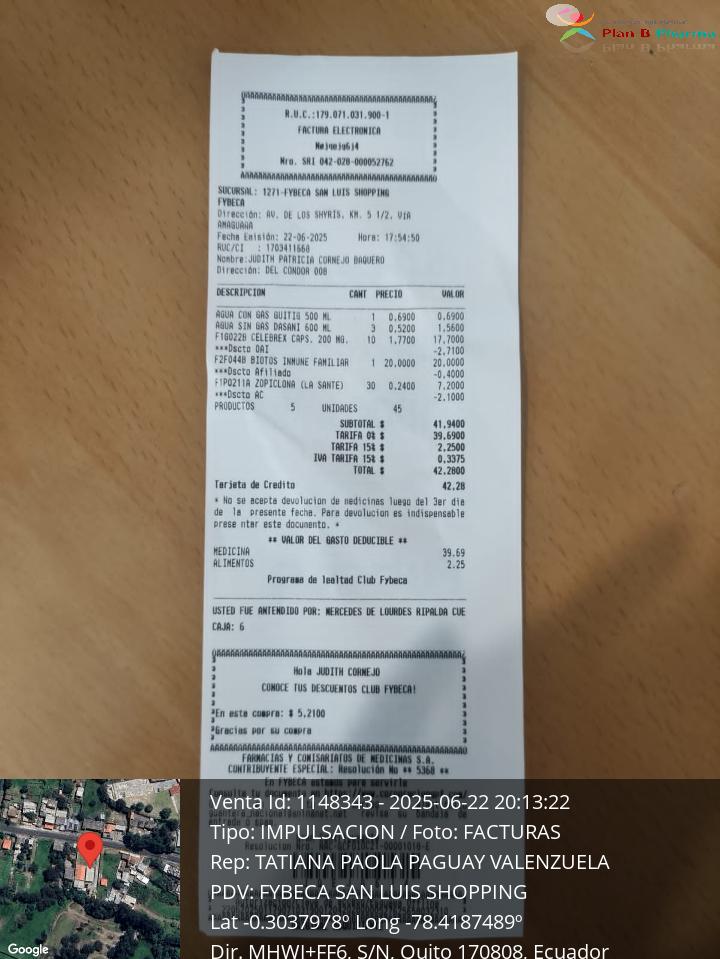 Plan B Pharma
R.U.C.:179.071.031.900-1
FACTURA ELECTRONICA
Nro. SRI 042-028-000052762
SUCURSAL: 1271-FYBECA SAN LUIS SHOPPING
FYBECA
Dirección: AV. DE LOS SHYRIS, KM. 5 1/2, VIA
AMAGUAÑA
Fecha Emisión: 22-06-2025 Hora: 17:54:50
RUC/CI : 1703411668
Nombre:JUDITH PATRICIA CORNEJO BAQUERO
Dirección: DEL CONDOR 008
DESCRIPCION CANT PRECIO VALOR
AGUA CON GAS GUITIG 500 ML 1 0,6900 0,6900
AGUA SIN GAS DASANI 600 ML 3 0,5200 1,5600
F16022B CELEBREX CAPS. 200 MG. 10 1,7700 17,7000
***Dscto OAI -2,7100
F2F044B BIOTOS INMUNE FAMILIAR 1 20,0000 20,0000
***Dscto Afiliado -0,4000
F1P0211A ZOPICLONA (LA SANTE) 30 0,2400 7,2000
***Dscto AC -2,1000
PRODUCTOS 5 UNIDADES 45
SUBTOTAL $ 41,9400
TARIFA 0% $ 39,6900
TARIFA 15% $ 2,2500
IVA TARIFA 15% $ 0,3375
TOTAL $ 42,2800
Tarjeta de Credito 42,28
* No se acepta devolucion de medicinas luego del 3er dia
de la presente fecha. Para devolucion es indispensable
prese ntar este documento. *
** VALOR DEL GASTO DEDUCIBLE **
MEDICINA 39.69
ALIMENTOS 2.25
Programa de lealtad Club Fybeca
USTED FUE ANTENDIDO POR: MERCEDES DE LOURDES RIPALDA CUE
CAJA: 6
Hola JUDITH CORNEJO
CONOCE TUS DESCUENTOS CLUB FYBECA!
*En esta compra: $ 5,2100
*Gracias por su compra
FARMACIAS Y COMISARIATOS DE MEDICINAS S.A.
CONTRIBUYENTE ESPECIAL: Resolución No ** 5368 **
En FYBECA estamos para servirle
Venta Id: 1148343 - 2025-06-22 20:13:22
Tipo: IMPULSACION / Foto: FACTURAS
Rep: TATIANA PAOLA PAGUAY VALENZUELA
PDV: FYBECA SAN LUIS SHOPPING
Lat -0.3037978º Long -78.4187489º
Dir. MHWJ+FF6, S/N, Quito 170808, Ecuador
Google